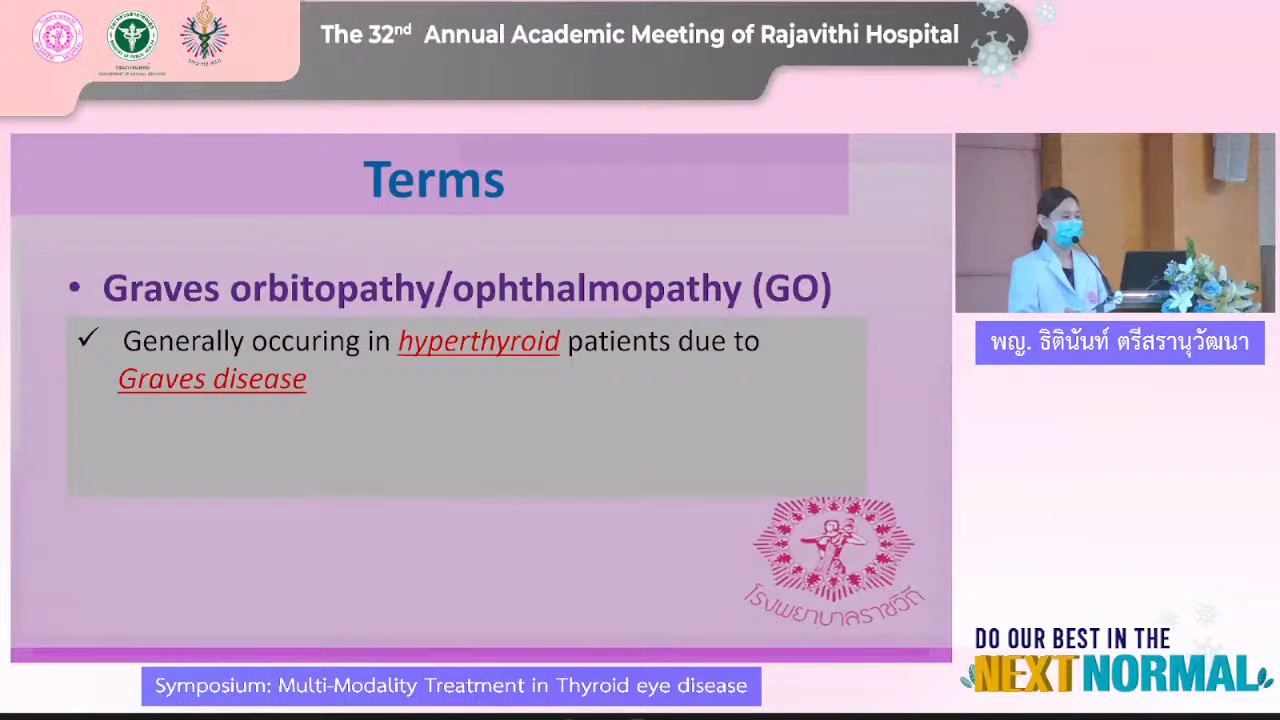 The 32nd Annual Academic Meeting of Rajavithi Hospital
Terms
• Graves orbitopathy/ophthalmopathy (GO)
✓ Generally occuring in hyperthyroid patients due to
Graves disease
พญ. ธิตินันท์ ตรีสรานุวัฒนา
โรงพยาบาลราชวิถี
DO OUR BEST IN THE
NEXT NORMAL
Symposium: Multi-Modality Treatment in Thyroid eye disease